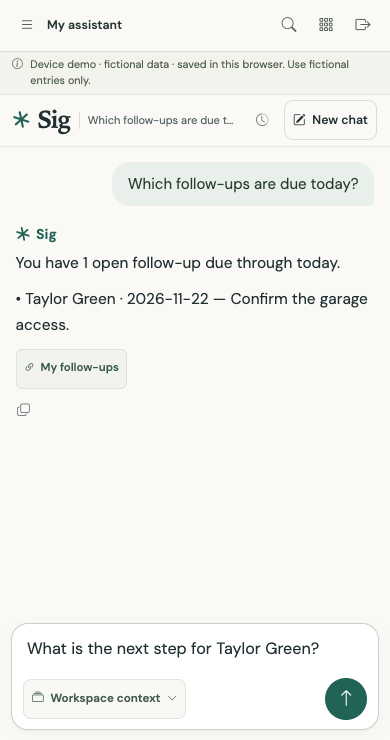 My assistant
Device demo · fictional data · saved in this browser. Use fictional
entries only.
Sig
Which follow-ups are due t...
New chat
Which follow-ups are due today?
Sig
You have 1 open follow-up due through today.
• Taylor Green · 2026-11-22 — Confirm the garage
access.
My follow-ups
What is the next step for Taylor Green?
Workspace context